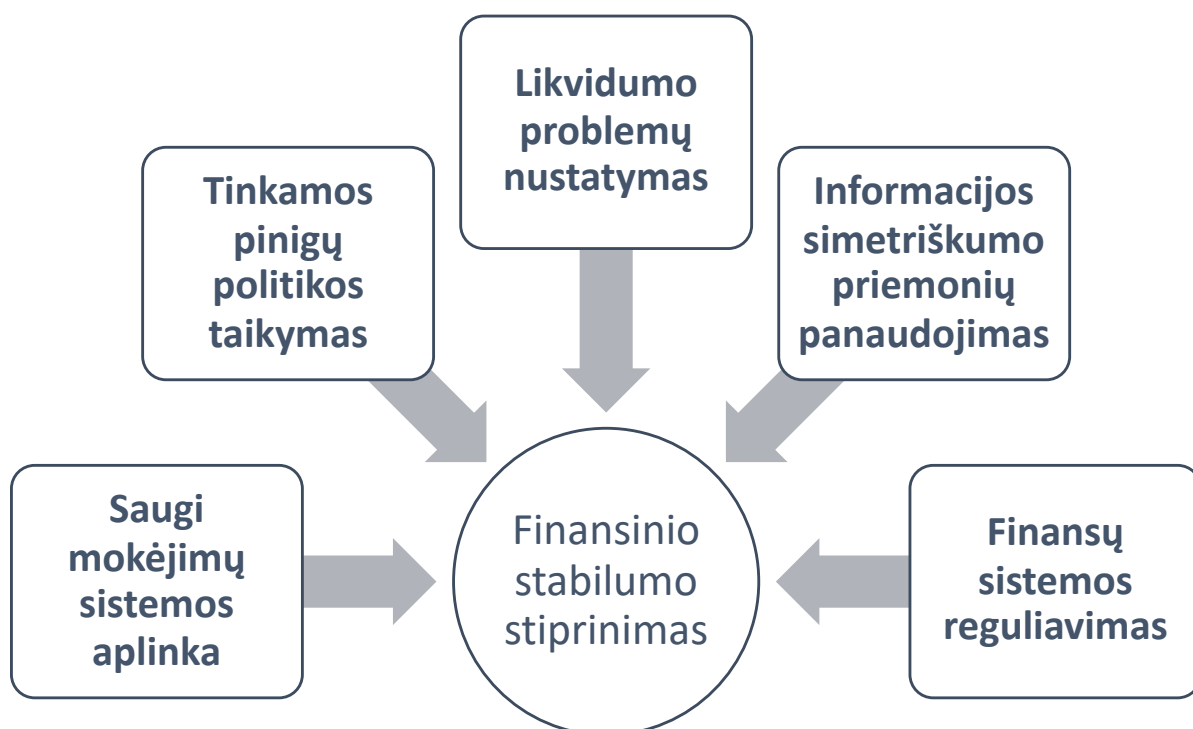 Likvidumo
problemų
nustatymas
Tinkamos
pinigų
politikos
taikymas
Informacijos
simetriškumo
priemonių
panaudojimas
Saugi
mokėjimų
sistemos
aplinka
Finansinio
stabilumo
stiprinimas
Finansų
sistemos
reguliavimas